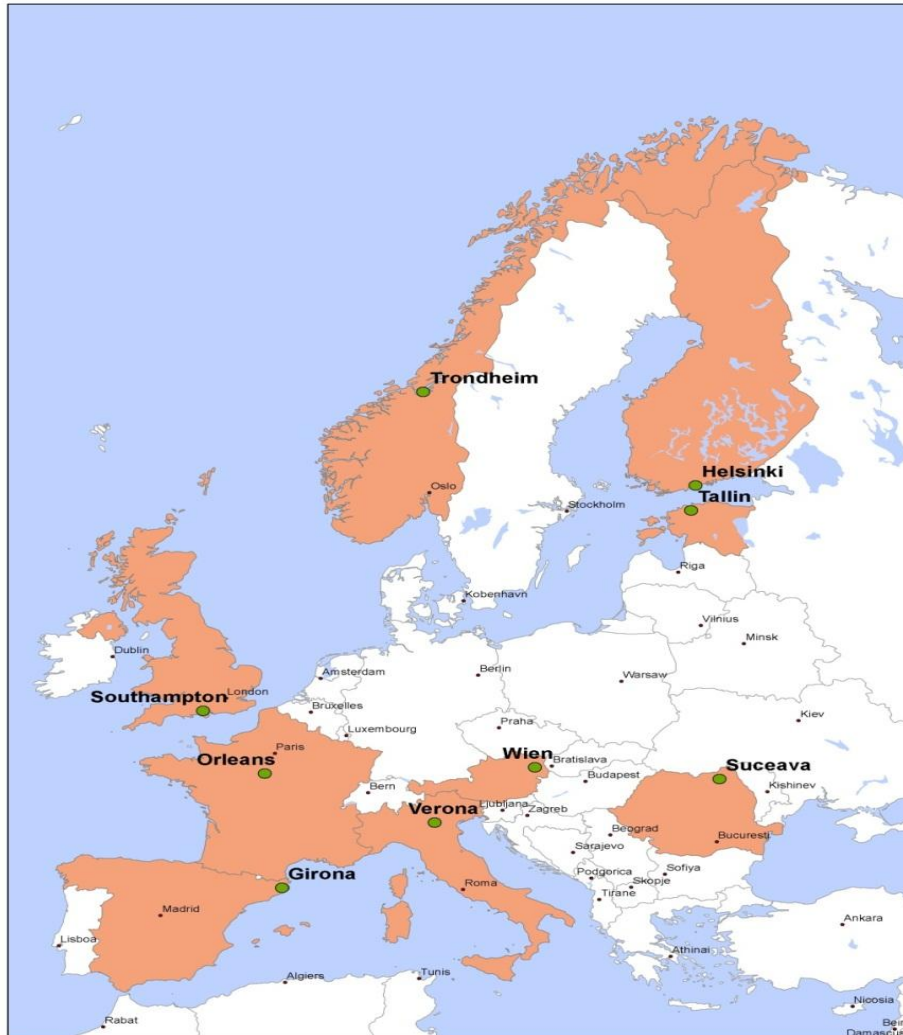 Trondheim
Helsinki
Oslo
Tallin
Stockholm
Riga
Kobenhavn
Vilnius
Minsk
Dublin
Berlin
Amsterdam
Warsaw
Southampton
London
Bruxelles
Kiev
Praha
Luxembourg
Paris
Orleans
Wien
Bratislava
Suceava
Budapest
Bern
Kishinev
Verona
Ljubljana
Zagreb
Beograd
Bucuresti
Sarajevo
Girona
Podgorica
Sofiya
Skopje
Roma
Tirane
Madrid
Ankara
Lisboa
Athinai
Algiers
Tunis
Nicosia
Rabat
Bei
Damascu